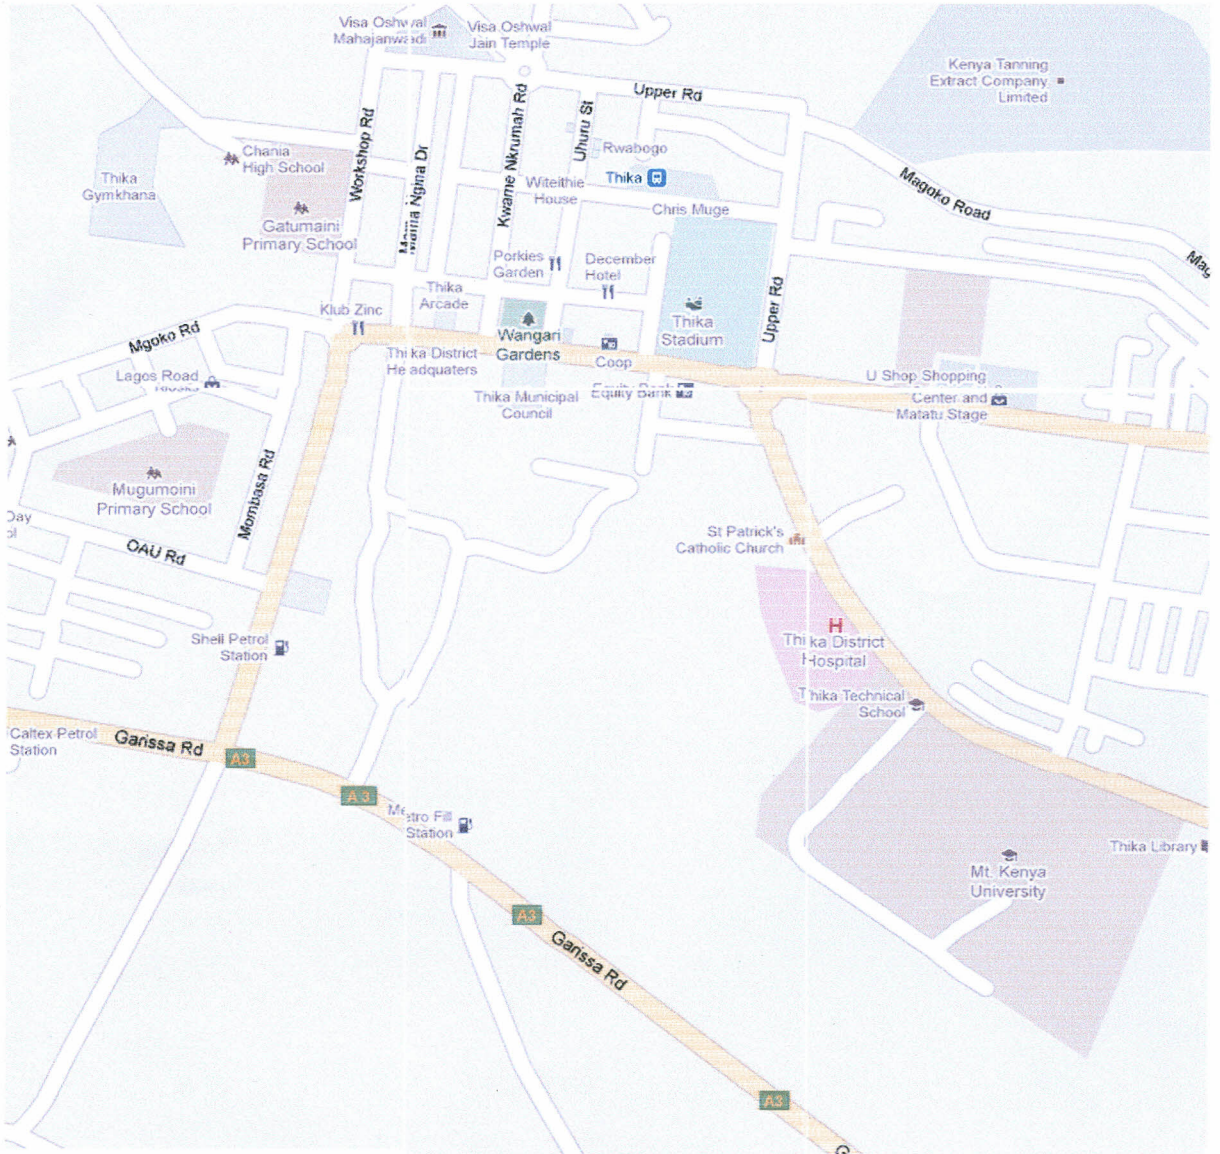 Visa Oshwal
Mahajanwadi
Visa Oshwal
Jain Temple
Kenya Tanning
Extract Company
Limited
Upper Rd
Workshop Rd
Kwame Nkrumah Rd
Uhuru St
Rwabogo
Chania
High School
Thika
Gymkhana
Ngina Dr
Witeithie
House
Thika
Magoko Road
Chris Muge
Gatumaini
Primary School
Porkies
Garden
December
Hotel
Mag
Thika
Arcade
Upper Rd
Klub Zinc
Mgoko Rd
Thika
Stadium
Wangari
Gardens
Thika District
Headquaters
Coop
Lagos Road
Kiosks
Equity Bank
U Shop Shopping
Center and
Matatu Stage
Thika Municipal
Council
Mombasa Rd
Mugumoini
Primary School
Day
ol
OAU Rd
St Patrick's
Catholic Church
H
Thika District
Hospital
Shell Petrol
Station
Thika Technical
School
Caltex Petrol
Station
Garissa Rd
A3
A3
Metro Fill
Station
Thika Library
Mt. Kenya
University
A3
Garissa Rd
A3
G